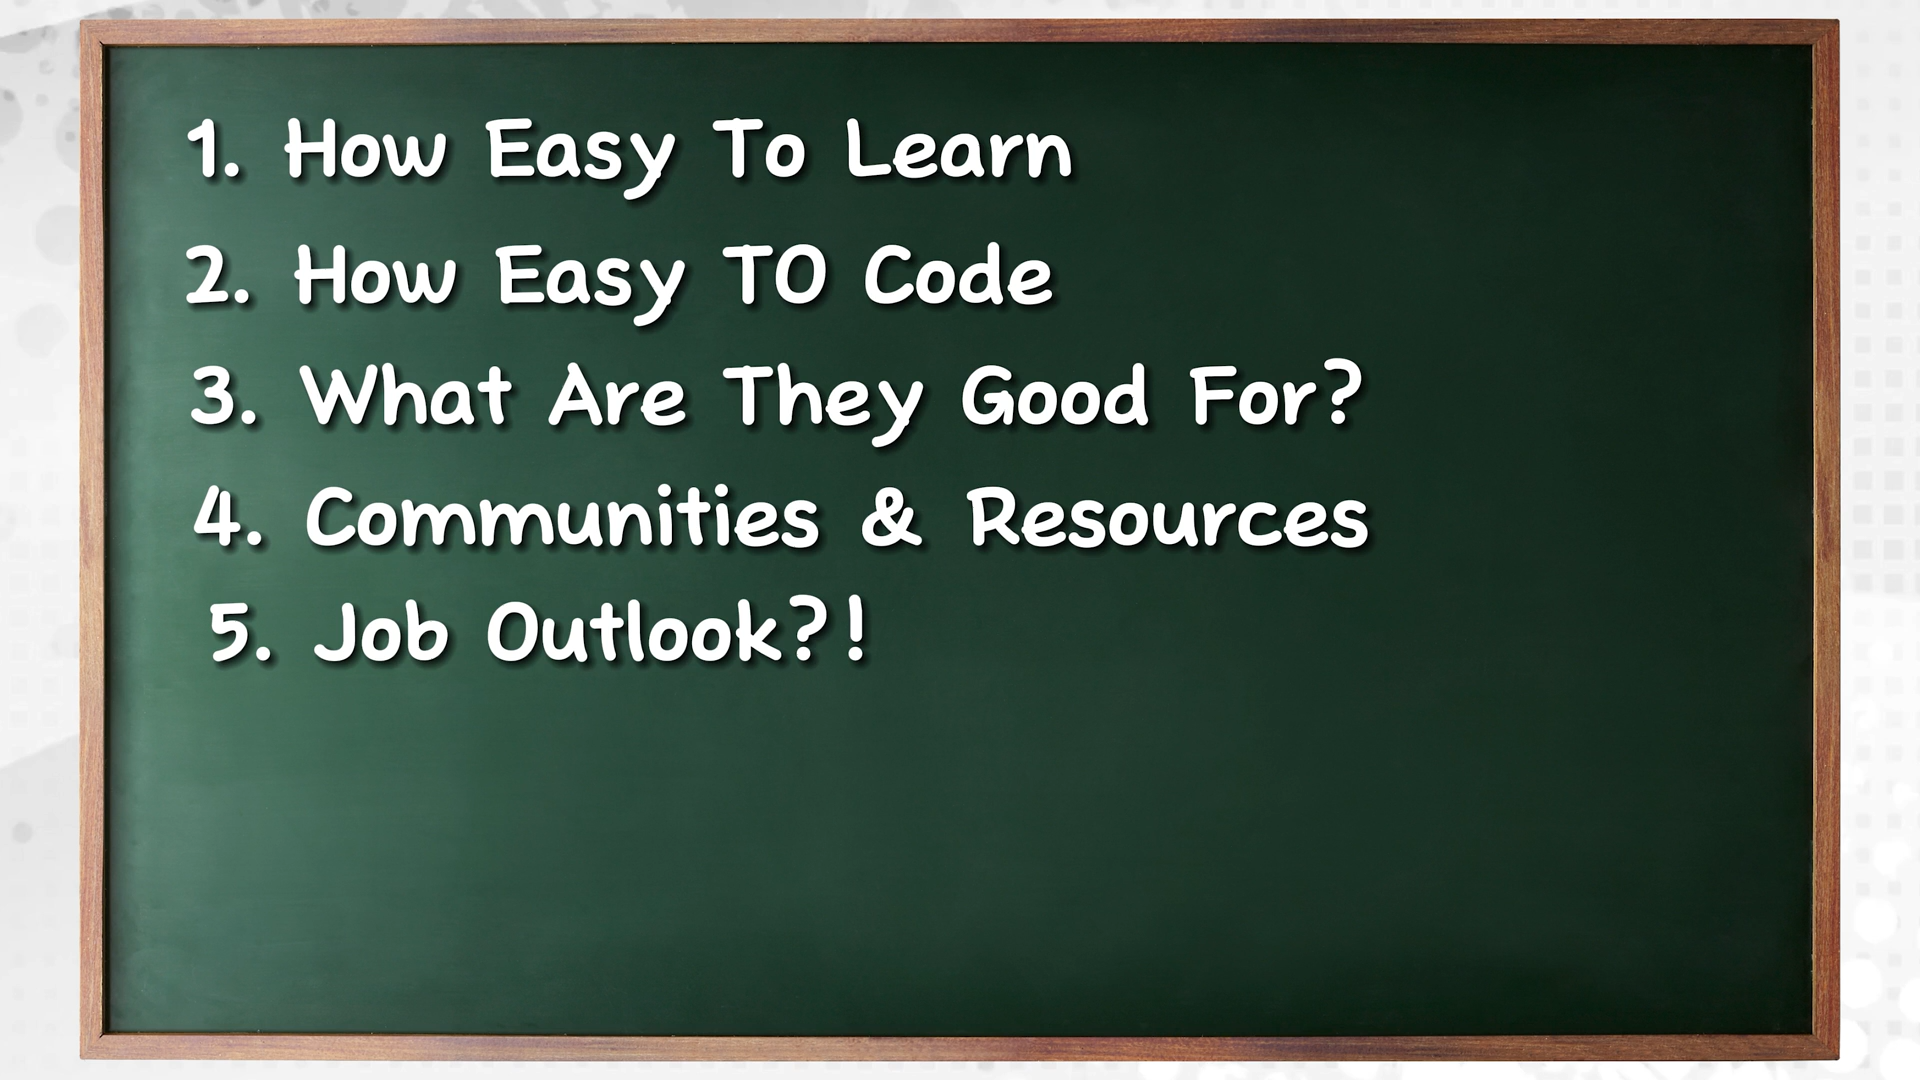 1. How Easy To Learn
2. How Easy TO Code
3. What Are They Good For?
4. Communities & Resources
5. Job Outlook?!